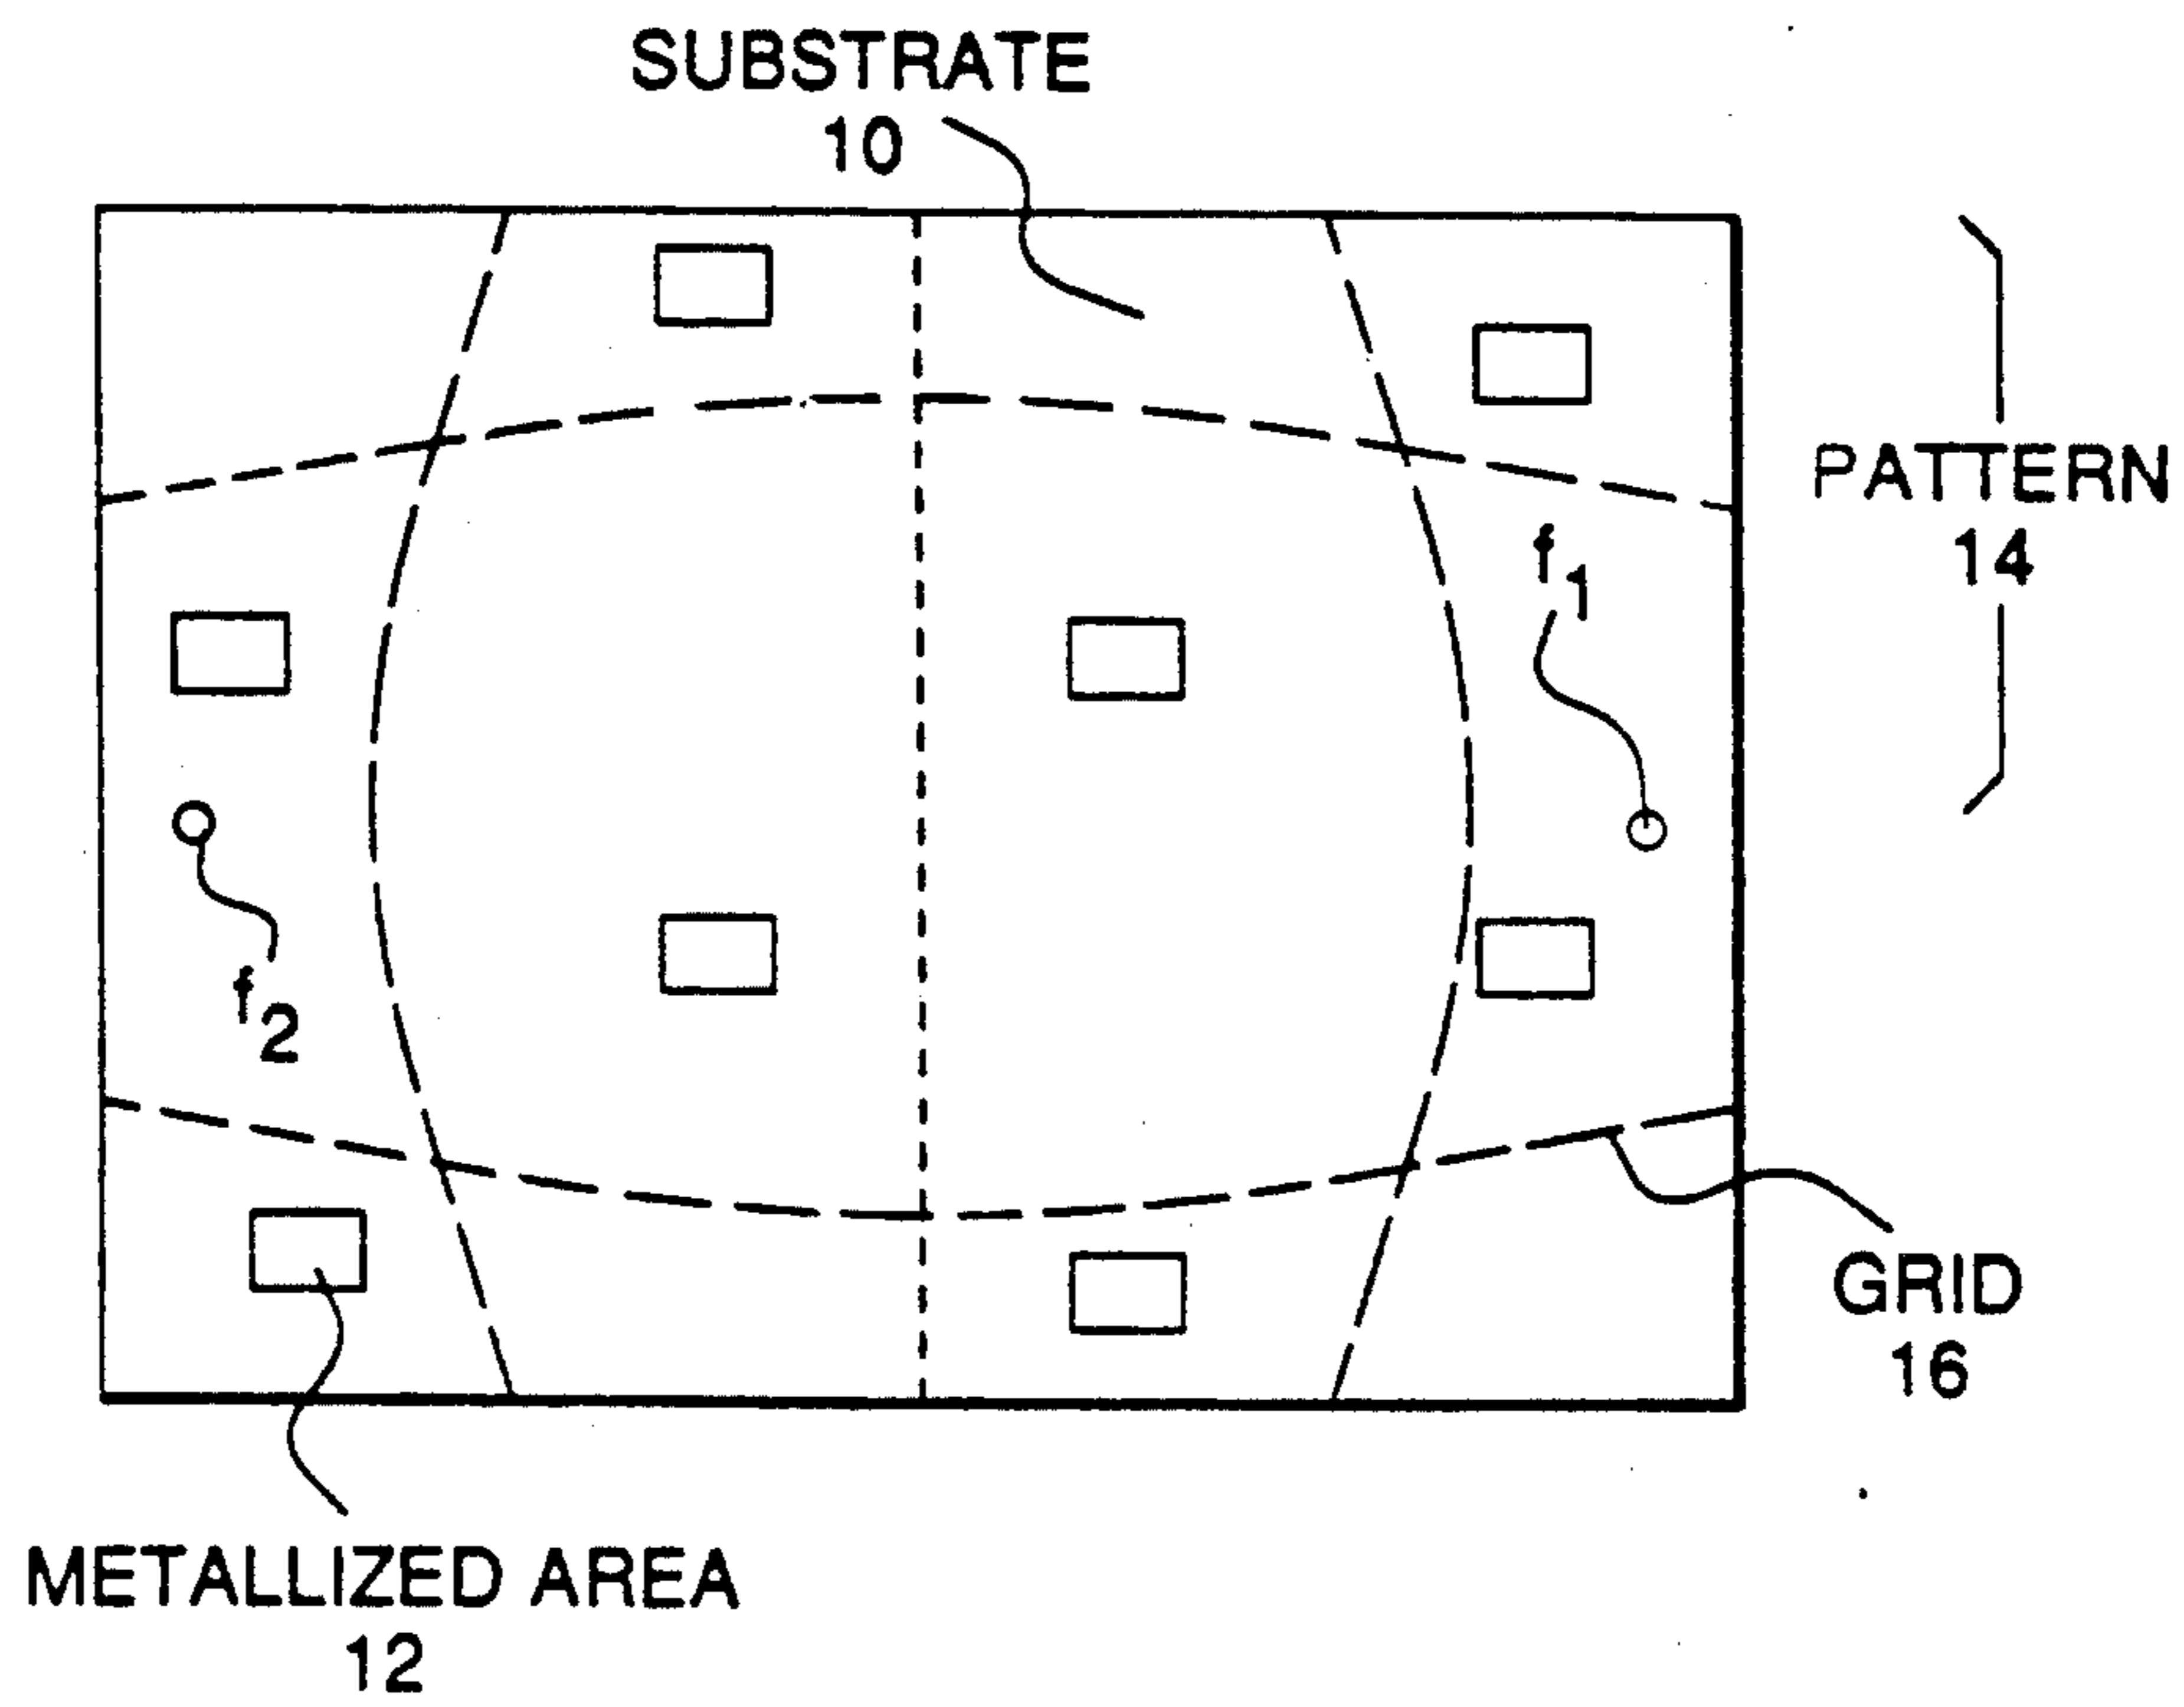 SUBSTRATE
10
PATTERN
14
f1
f2
GRID
16
METALLIZED AREA
12